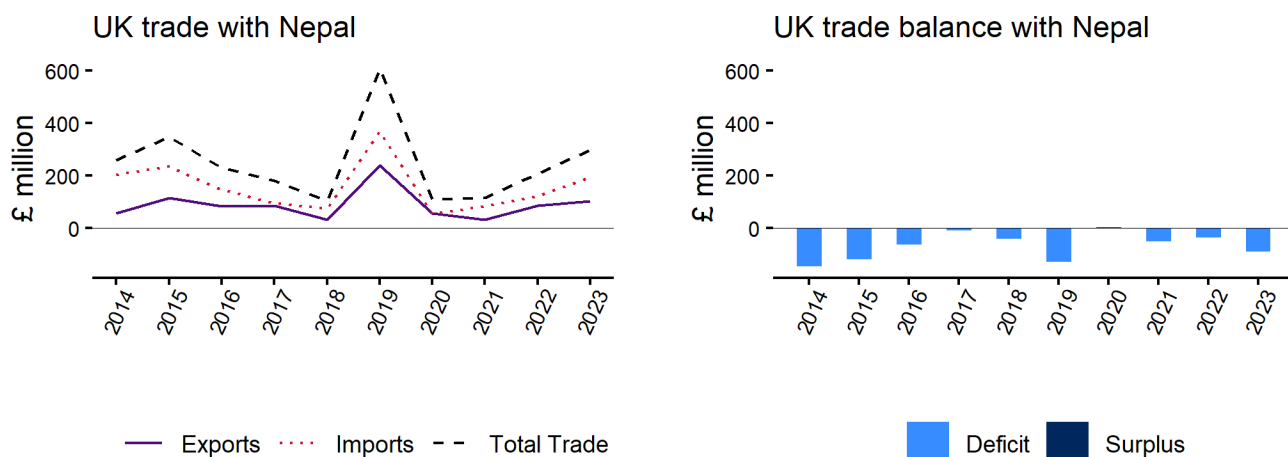 UK trade with Nepal
£ million
600
400
200
0
2014 2015 2016 2017 2018 2019 2020 2021 2022 2023
Exports Imports Total Trade
UK trade balance with Nepal
£ million
600
400
200
0
2014 2015 2016 2017 2018 2019 2020 2021 2022 2023
Deficit Surplus